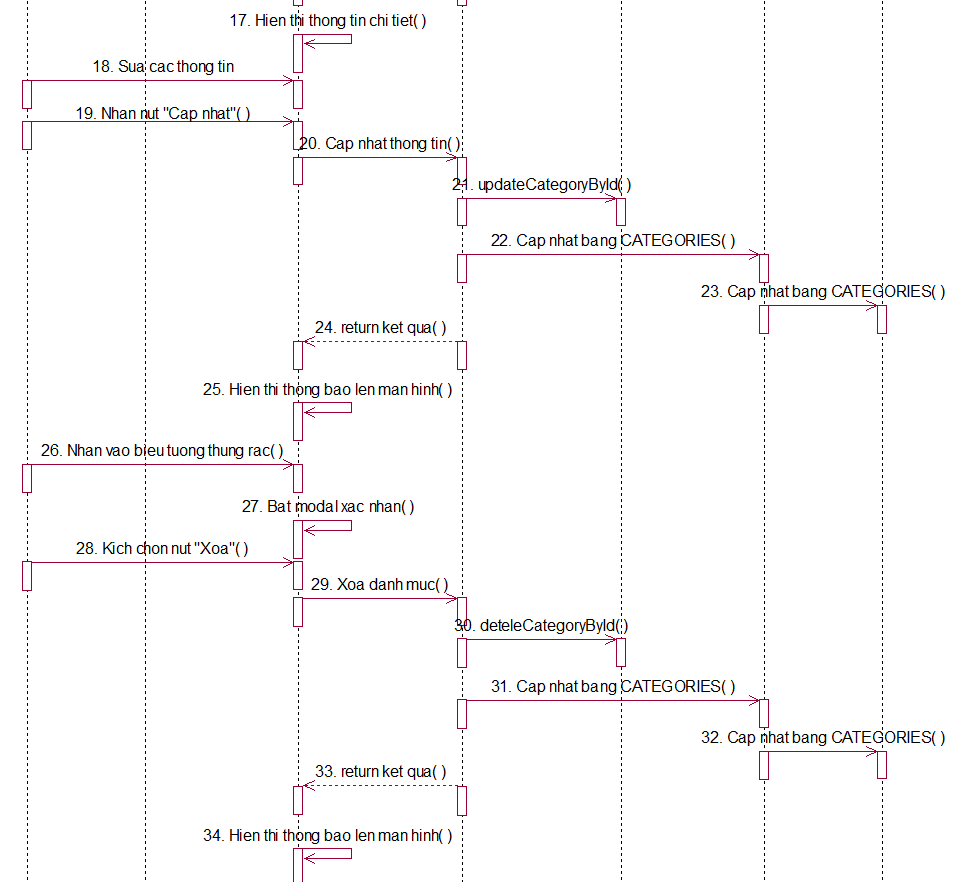 17. Hien thi thong tin chi tiet( )
18. Sua cac thong tin
19. Nhan nut "Cap nhat"( )
20. Cap nhat thong tin( )
21. updateCategoryById( )
22. Cap nhat bang CATEGORIES( )
23. Cap nhat bang CATEGORIES( )
24. return ket qua( )
25. Hien thi thong bao len man hinh( )
26. Nhan vao bieu tuong thung rac( )
27. Bat modal xac nhan( )
28. Kich chon nut "Xoa"( )
29. Xoa danh muc( )
30. deteleCategoryById( )
31. Cap nhat bang CATEGORIES( )
32. Cap nhat bang CATEGORIES( )
33. return ket qua( )
34. Hien thi thong bao len man hinh( )